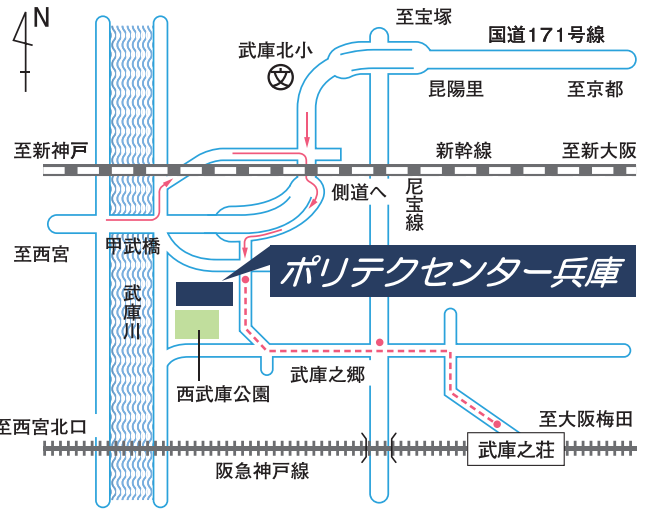 N
至宝塚
国道171号線
武庫北小
文
昆陽里
至京都
至新神戸
新幹線
至新大阪
側道へ
尼宝線
甲武橋
至西宮
ポリテクセンター兵庫
武庫川
武庫之郷
西武庫公園
至西宮北口
至大阪梅田
武庫之荘
阪急神戸線